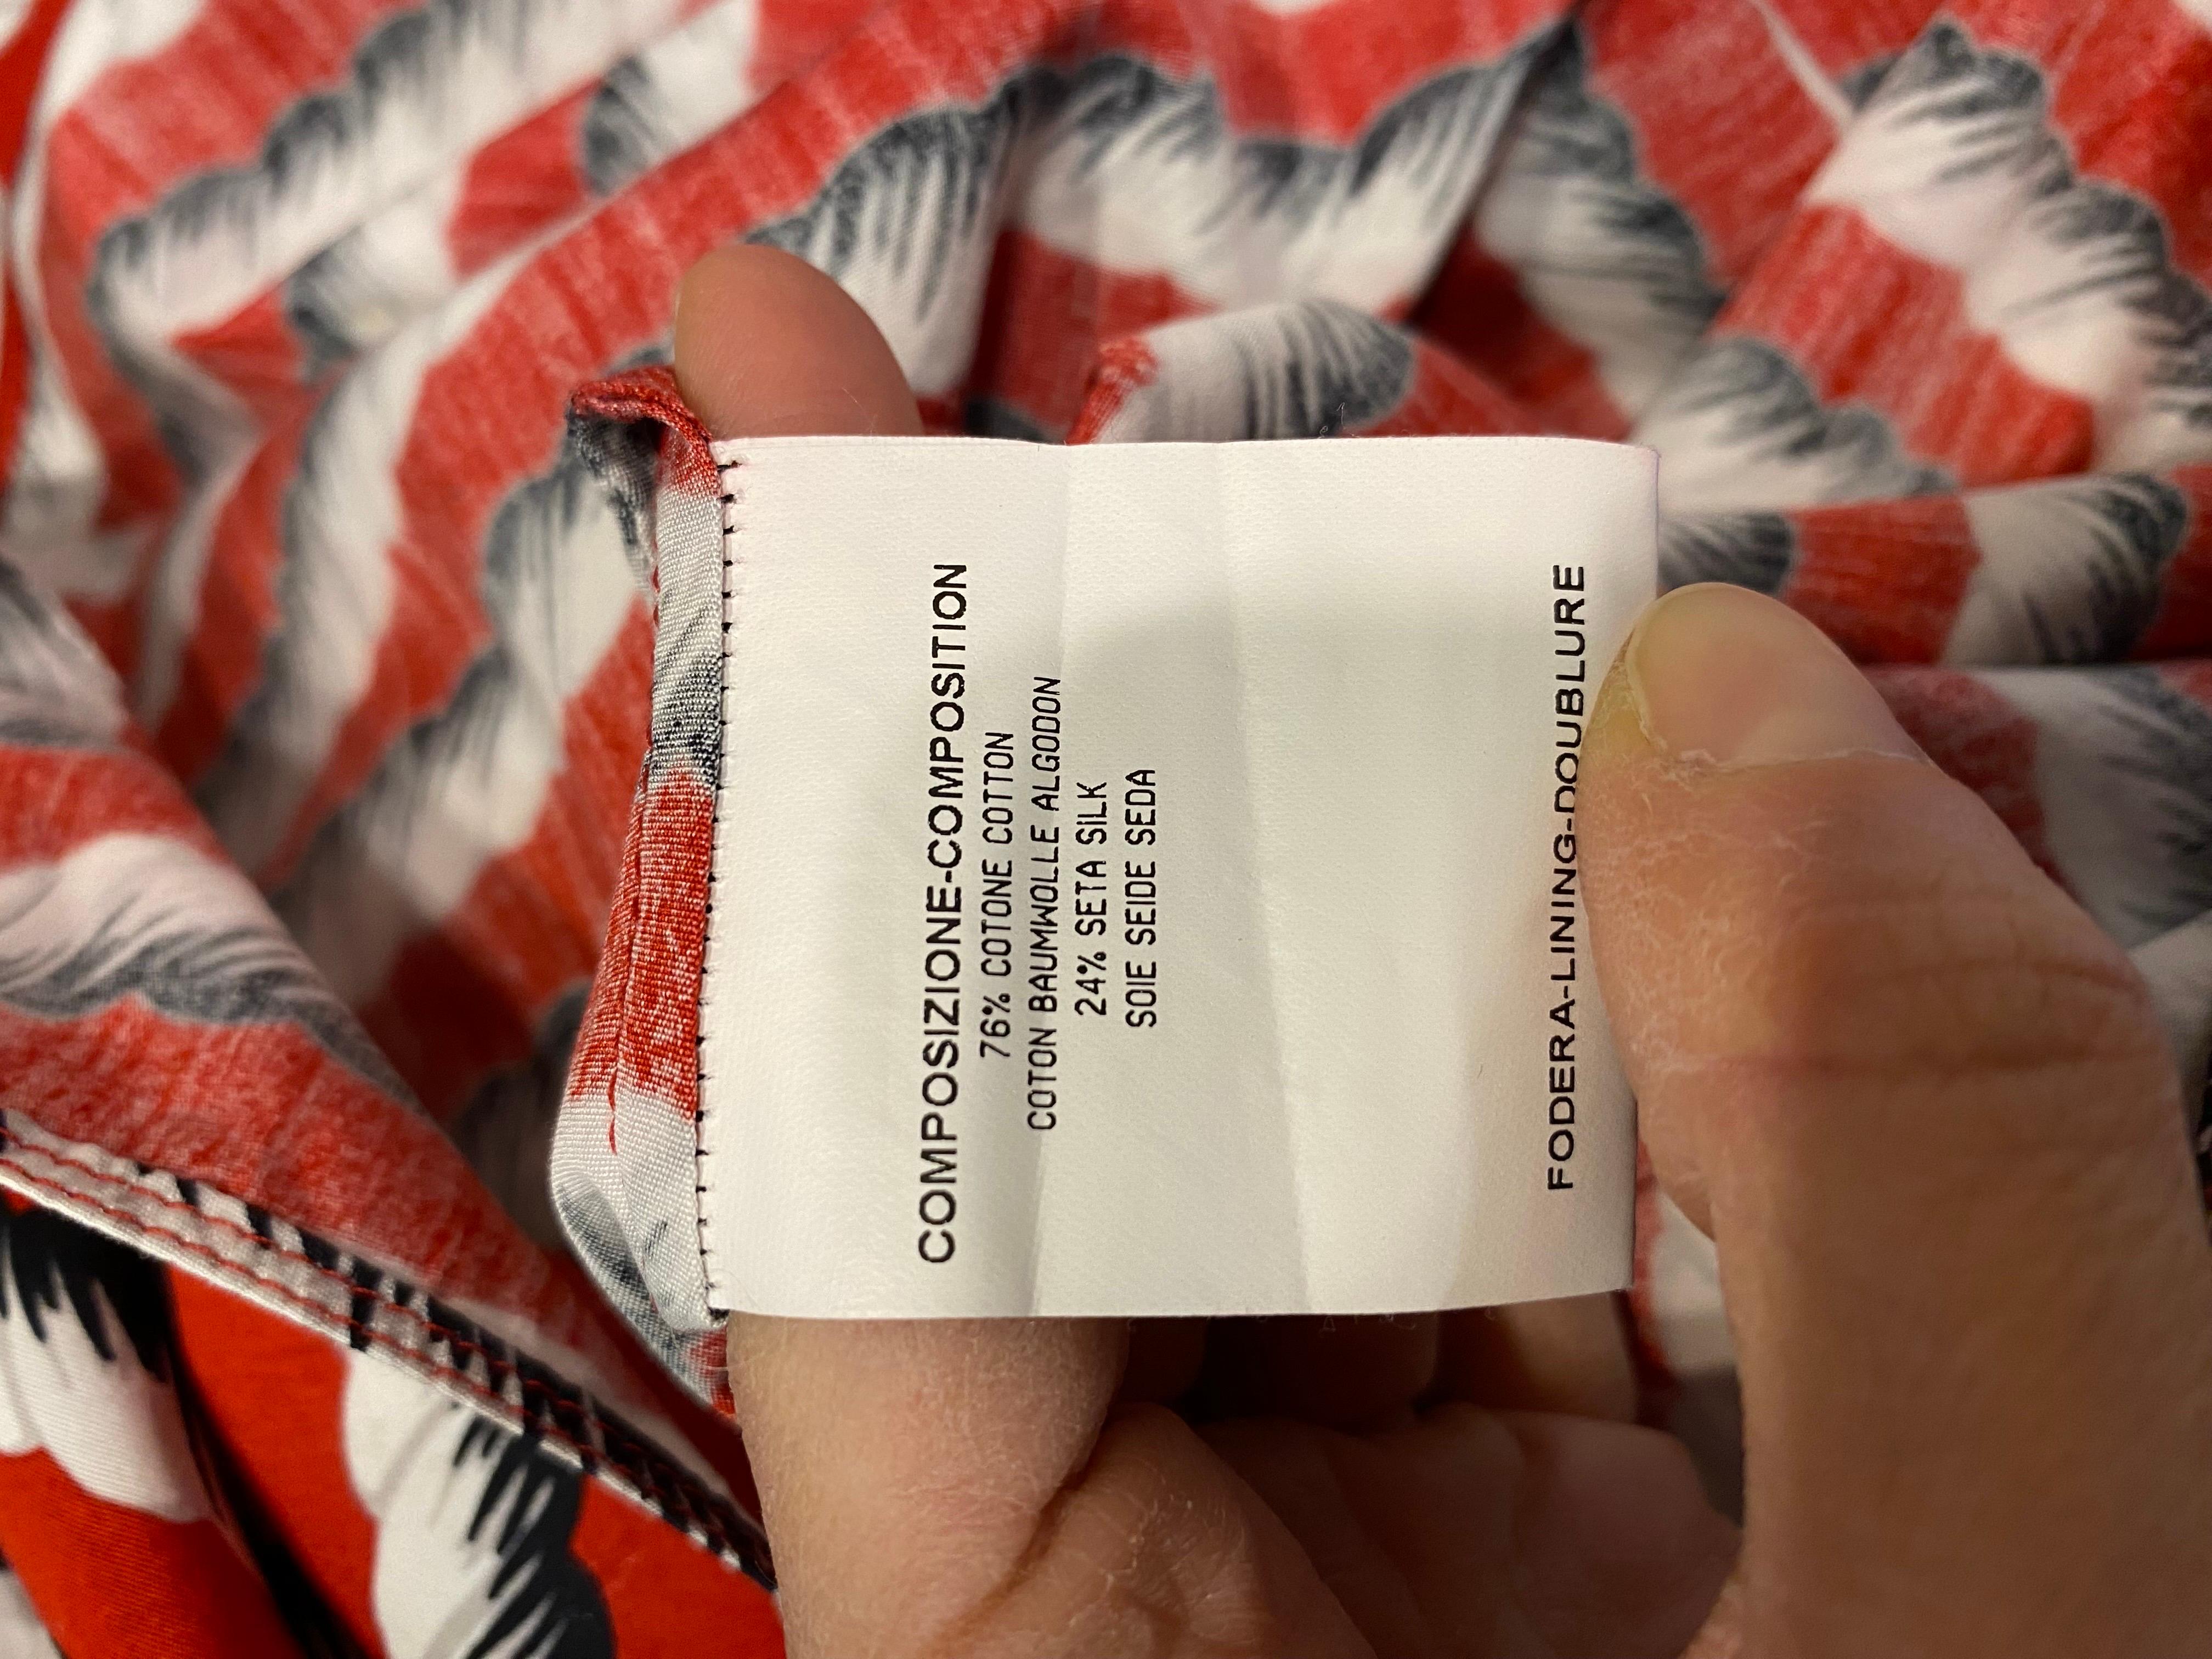 COMPOSIZIONE-COMPOSITION
76% COTONE COTTON
COTON BAUMWOLLE ALGODON
24% SETA SILK
SOIE SEIDE SEDA
FODERA-LINING-DOUBLURE